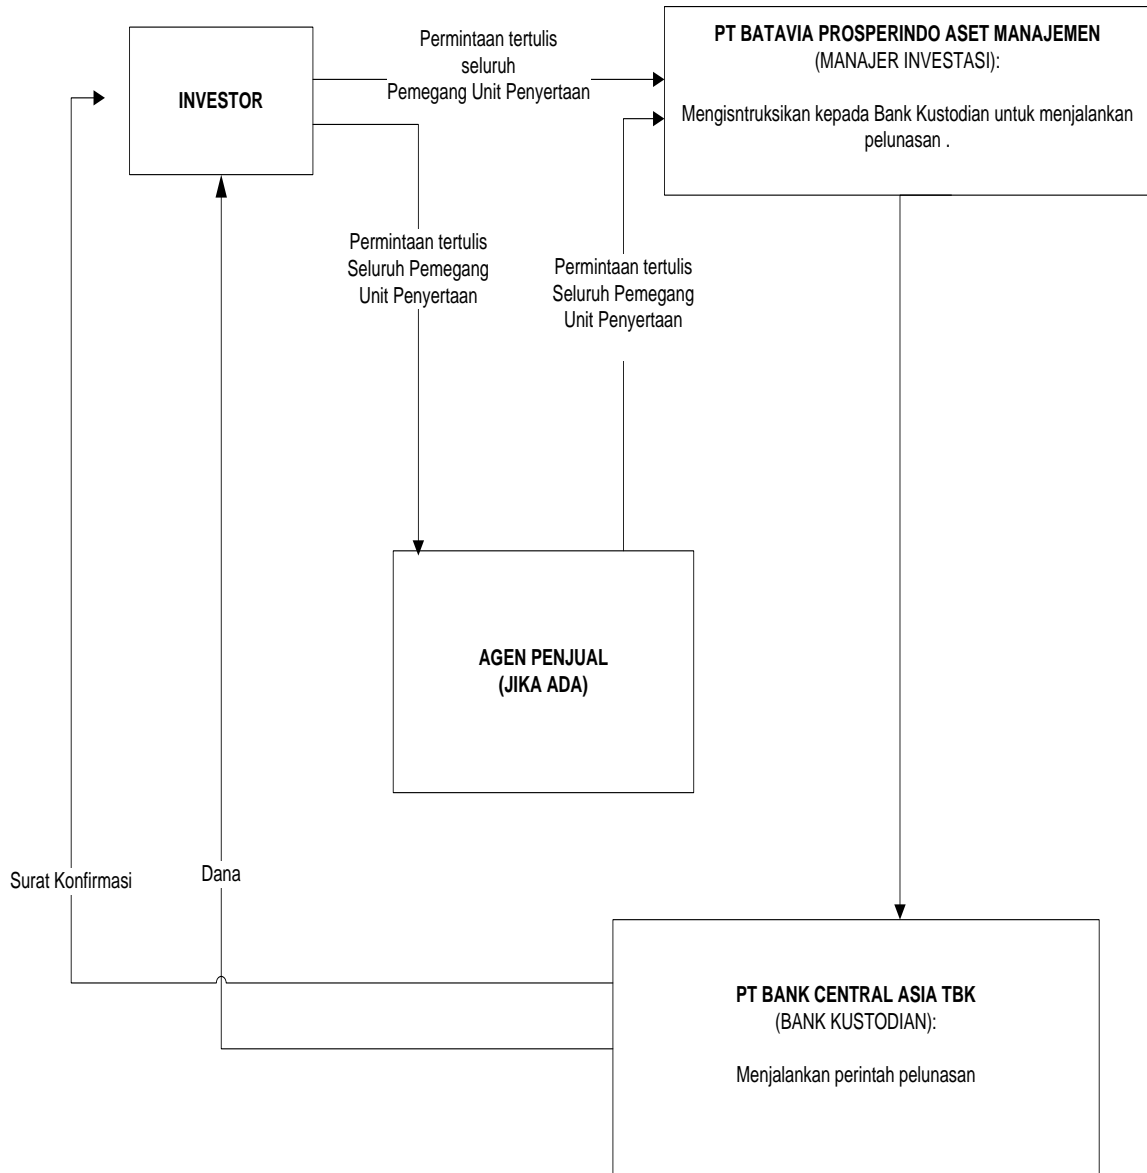 INVESTOR
Permintaan tertulis
seluruh
Pemegang Unit Penyertaan
PT BATAVIA PROSPERINDO ASET MANAJEMEN
(MANAJER INVESTASI):
Mengisntruksikan kepada Bank Kustodian untuk menjalankan
pelunasan .
Permintaan tertulis
Seluruh Pemegang
Unit Penyertaan
Permintaan tertulis
Seluruh Pemegang
Unit Penyertaan
AGEN PENJUAL
(JIKA ADA)
Surat Konfirmasi
Dana
PT BANK CENTRAL ASIA TBK
(BANK KUSTODIAN):
Menjalankan perintah pelunasan